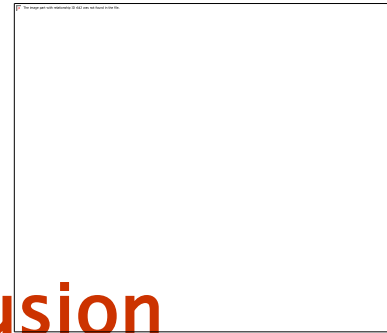 The image part with relationship ID rId2 was not found in the file.
usion